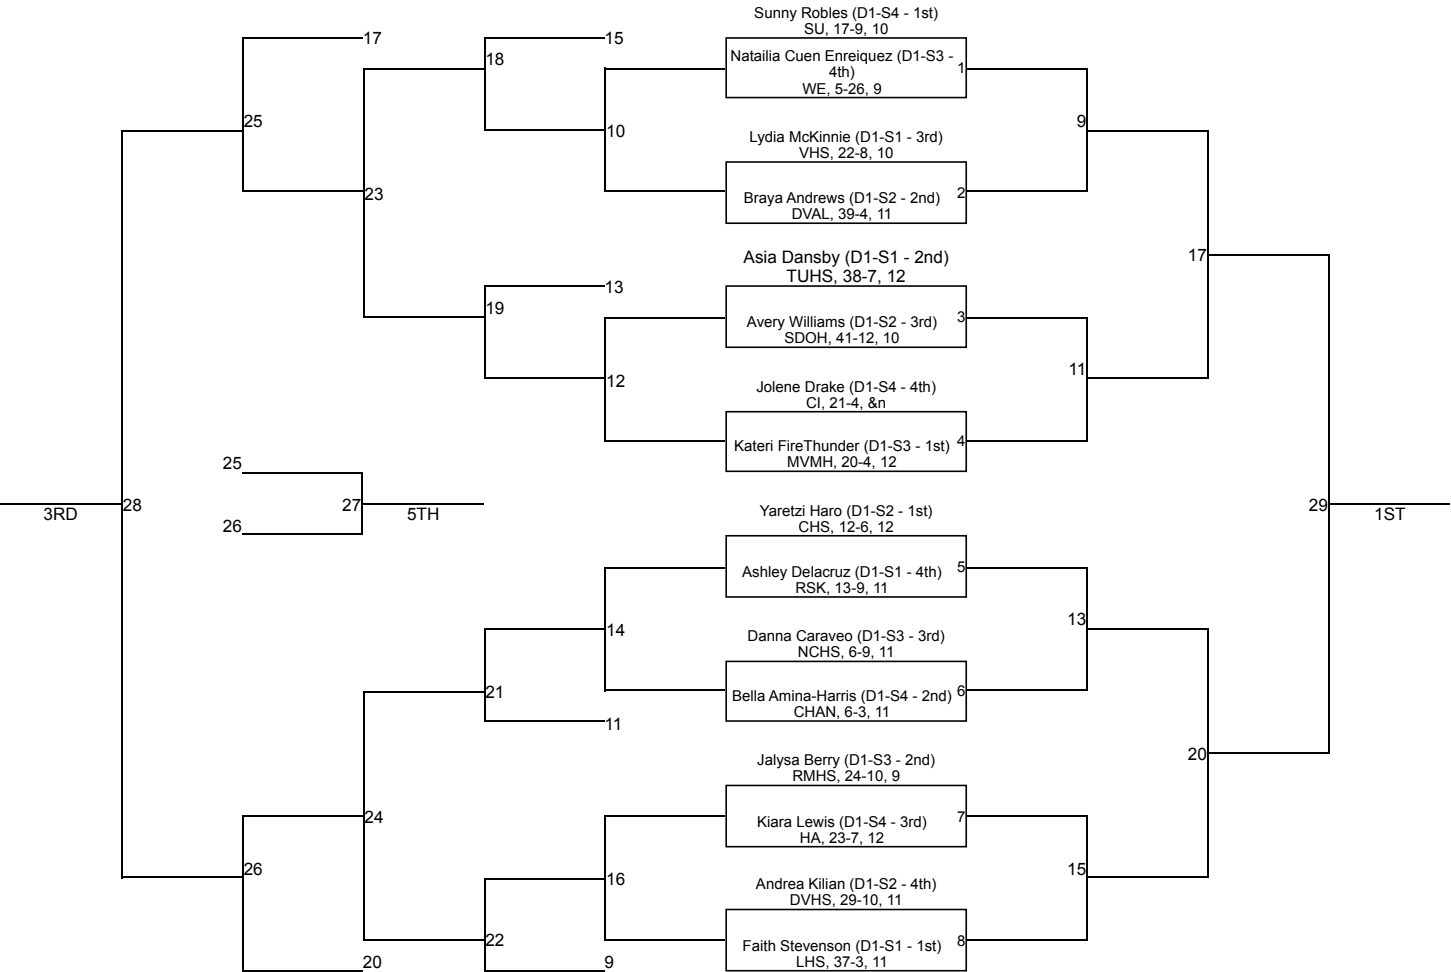 Sunny Robles (D1-S4 - 1st)
SU, 17-9, 10
17
15
18
Natailia Cuen Enreiquez (D1-S3 -
4th)
WE, 5-26, 9
1
25
10
9
Lydia McKinnie (D1-S1 - 3rd)
VHS, 22-8, 10
23
Braya Andrews (D1-S2 - 2nd)
DVAL, 39-4, 11
2
Asia Dansby (D1-S1 - 2nd)
TUHS, 38-7, 12
17
13
19
Avery Williams (D1-S2 - 3rd)
SDOH, 41-12, 10
3
12
11
Jolene Drake (D1-S4 - 4th)
CI, 21-4, &n
Kateri FireThunder (D1-S3 - 1st)
MVMH, 20-4, 12
4
25
3RD
28
27
5TH
26
29
1ST
Yaretzi Haro (D1-S2 - 1st)
CHS, 12-6, 12
Ashley Delacruz (D1-S1 - 4th)
RSK, 13-9, 11
5
14
13
Danna Caraveo (D1-S3 - 3rd)
NCHS, 6-9, 11
21
Bella Amina-Harris (D1-S4 - 2nd)
CHAN, 6-3, 11
6
11
20
Jalysa Berry (D1-S3 - 2nd)
RMHS, 24-10, 9
24
Kiara Lewis (D1-S4 - 3rd)
HA, 23-7, 12
7
26
16
15
Andrea Kilian (D1-S2 - 4th)
DVHS, 29-10, 11
22
Faith Stevenson (D1-S1 - 1st)
LHS, 37-3, 11
8
20
9